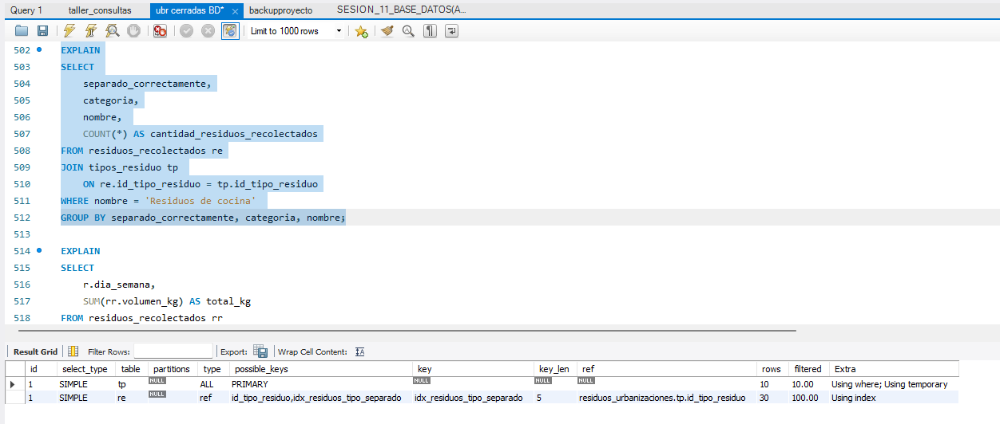 Query 1 taller_consultas ubr cerradas BD* backupproyecto SESION_11_BASE_DATOS(A...
Limit to 1000 rows
502 EXPLAIN
503 SELECT
504 separado_correctamente,
505 categoria,
506 nombre,
507 COUNT(*) AS cantidad_residuos_recolectados
508 FROM residuos_recolectados re
509 JOIN tipos_residuo tp
510 ON re.id_tipo_residuo = tp.id_tipo_residuo
511 WHERE nombre = 'Residuos de cocina'
512 GROUP BY separado_correctamente, categoria, nombre;
513
514 EXPLAIN
515 SELECT
516 r.dia_semana,
517 SUM(rr.volumen_kg) AS total_kg
518 FROM residuos_recolectados rr
Result Grid Filter Rows: Export: Wrap Cell Content:
id select_type table partitions type possible_keys key key_len ref rows filtered Extra
1 SIMPLE tp NULL ALL PRIMARY NULL NULL NULL 10 10.00 Using where; Using temporary
1 SIMPLE re NULL ref id_tipo_residuo,idx_residuos_tipo_separado idx_residuos_tipo_separado 5 residuos_urbanizaciones.tp.id_tipo_residuo 30 100.00 Using index